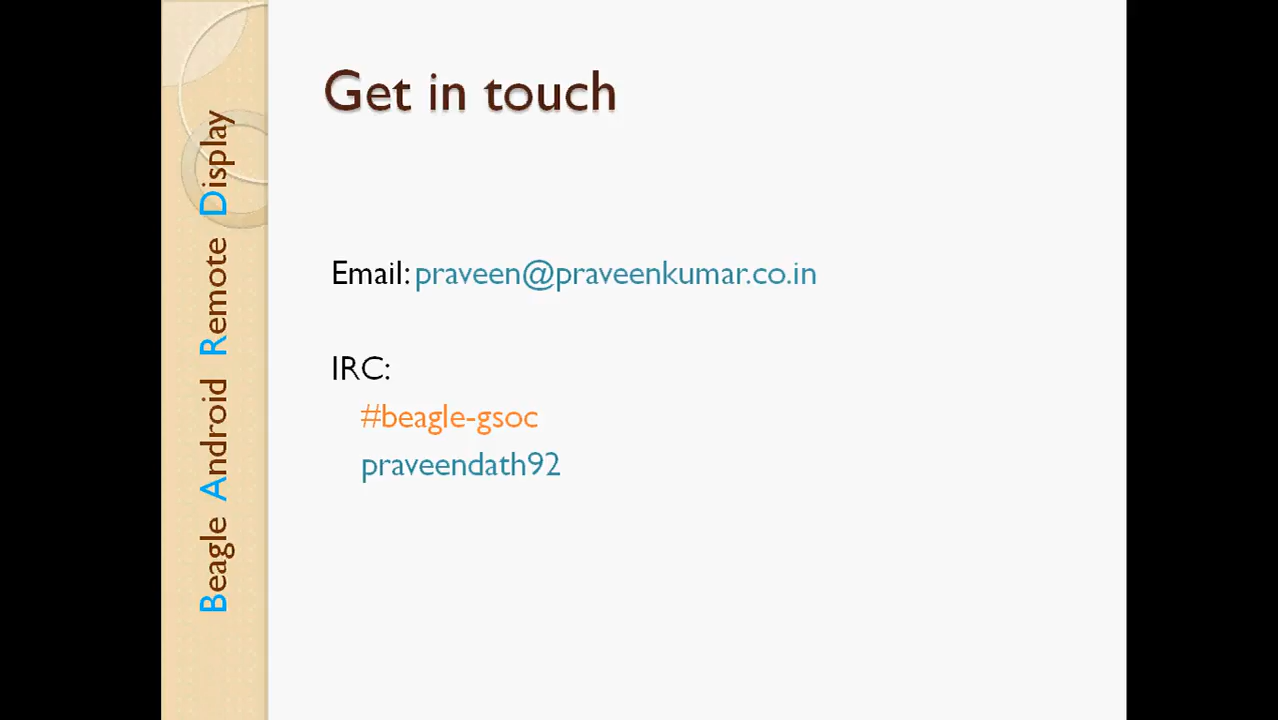 Beagle Android Remote Display
Get in touch
Email: praveen@praveenkumar.co.in
IRC:
#beagle-gsoc
praveendath92